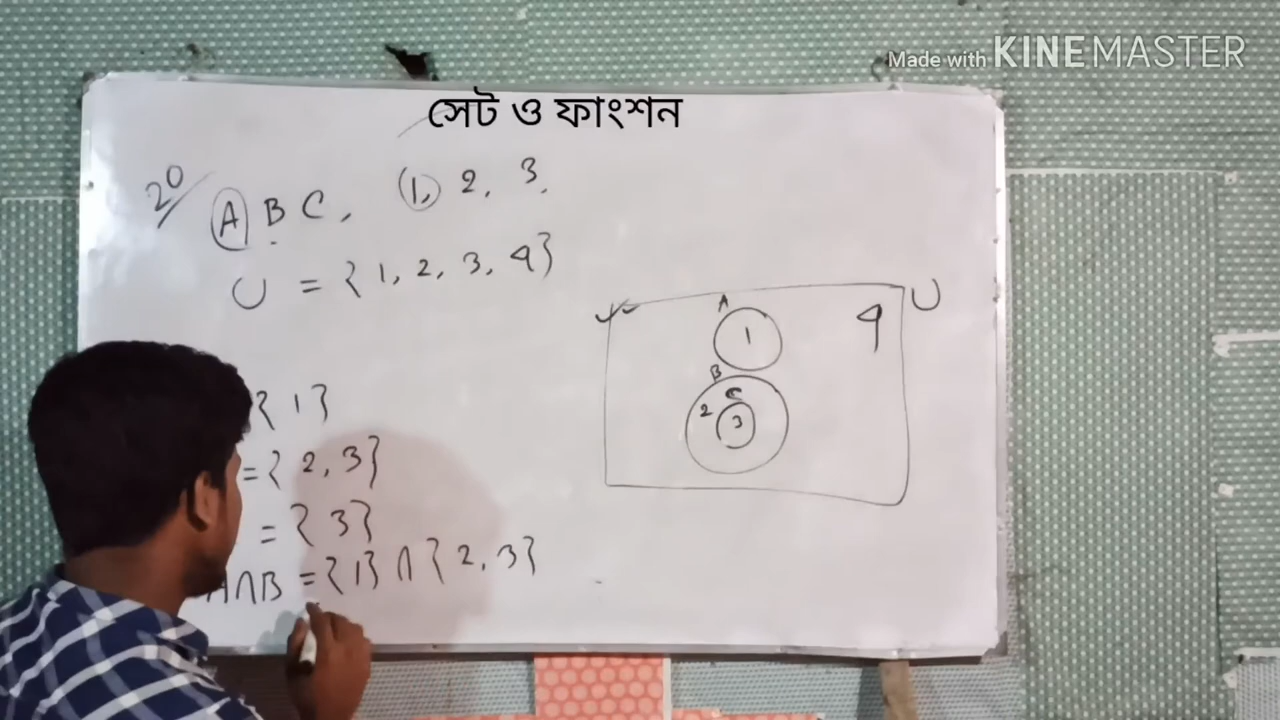 Made with KINEMASTER
সেট ও ফাংশন
20 A B C, (1, 2, 3.
U = {1, 2, 3, 4}
{1}
= {2, 3}
= {3}
A∩B = {1} ∩ {2, 3}
A
1
B
C
2
3
4
U